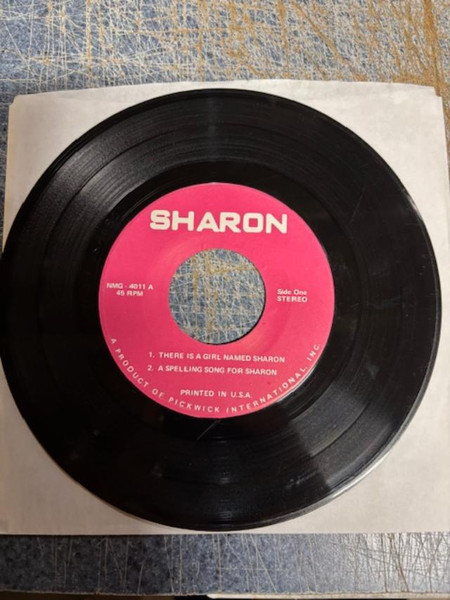 SHARON
NMG - 4011 A
45 RPM
Side: One
STEREO
1. THERE IS A GIRL NAMED SHARON
2. A SPELLING SONG FOR SHARON
PRINTED IN U.S.A.
A PRODUCT OF PICKWICK INTERNATIONAL, INC.